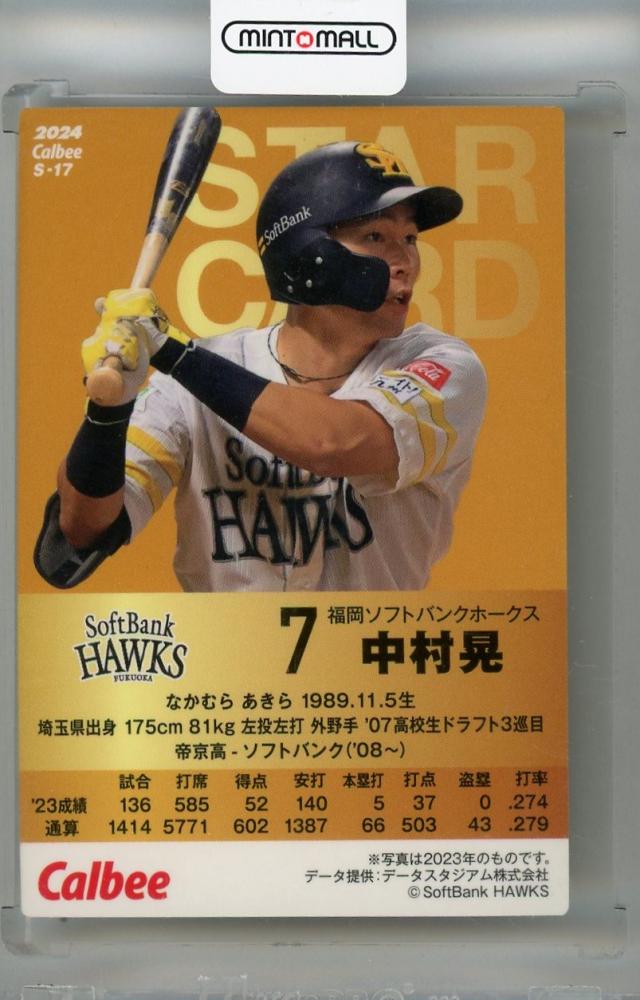 MINT MALL
2024
Calbee
S-17
STAR
CARD
SoftBank
Coca-Cola
SoftBank
HAWKS
SoftBank
HAWKS
FUKUOKA
7 福岡ソフトバンクホークス
中村晃
なかむら あきら 1989.11.5生
埼玉県出身 175cm 81kg 左投左打 外野手 '07高校生ドラフト3巡目
帝京高 - ソフトバンク('08~)
試合 打席 得点 安打 本塁打 打点 盗塁 打率
'23成績 136 585 52 140 5 37 0 .274
通算 1414 5771 602 1387 66 503 43 .279
Calbee
※写真は2023年のものです。
データ提供:データスタジアム株式会社
©SoftBank HAWKS